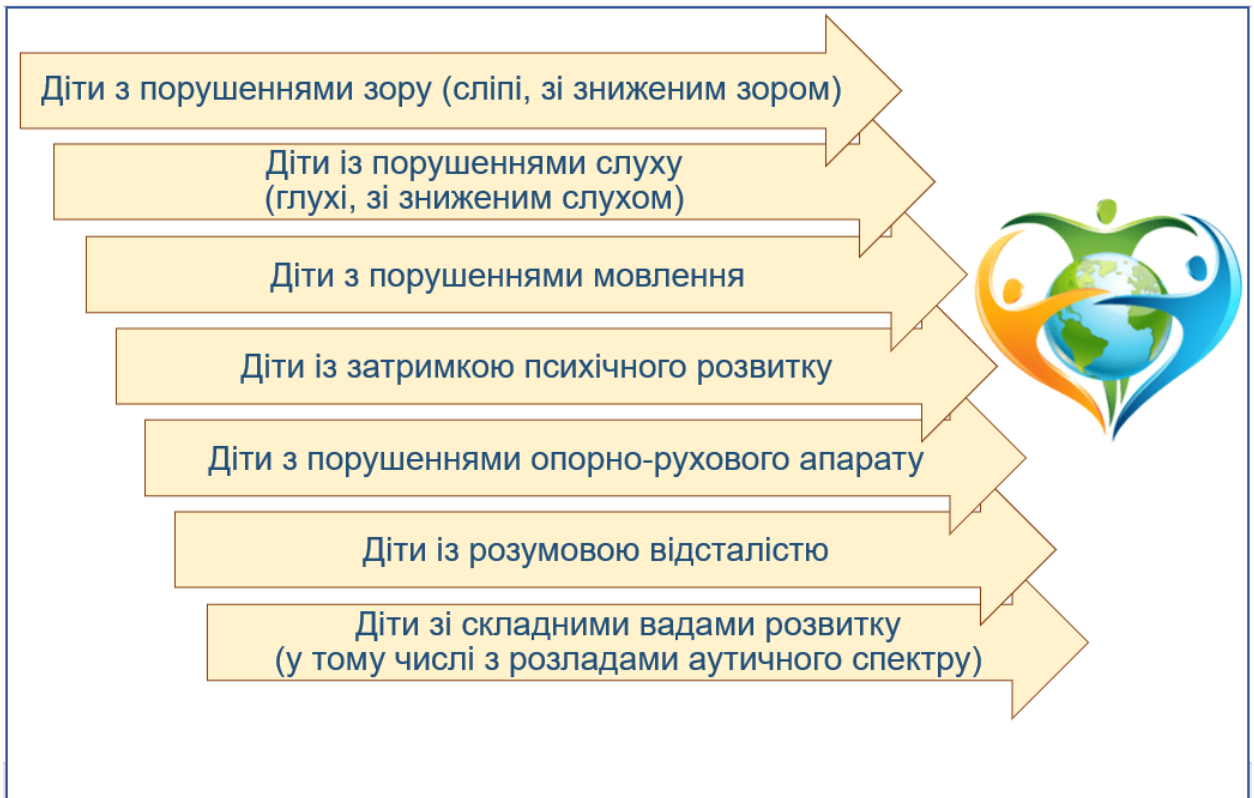 Діти з порушеннями зору (сліпі, зі зниженим зором)
Діти із порушеннями слуху
(глухі, зі зниженим слухом)
Діти з порушеннями мовлення
Діти із затримкою психічного розвитку
Діти з порушеннями опорно-рухового апарату
Діти із розумовою відсталістю
Діти зі складними вадами розвитку
(у тому числі з розладами аутичного спектру)